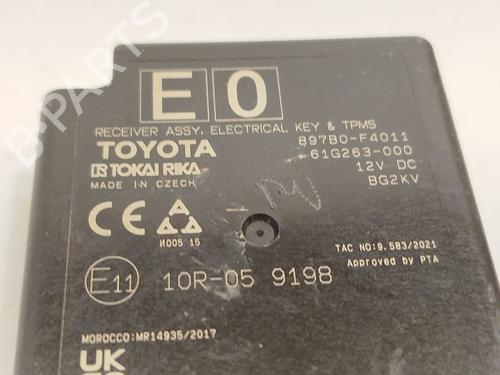 E0
RECEIVER ASSY, ELECTRICAL KEY & TPMS
TOYOTA
897B0-F4011
61G263-000
TOKAI RIKA
12V DC
MADE IN CZECH
BG2KV
CE
И005 15
TAC NO:9.583/2021
Approved by PTA
E11
10R-05 9198
MOROCCO:MR14935/2017
UK
B-PARTS